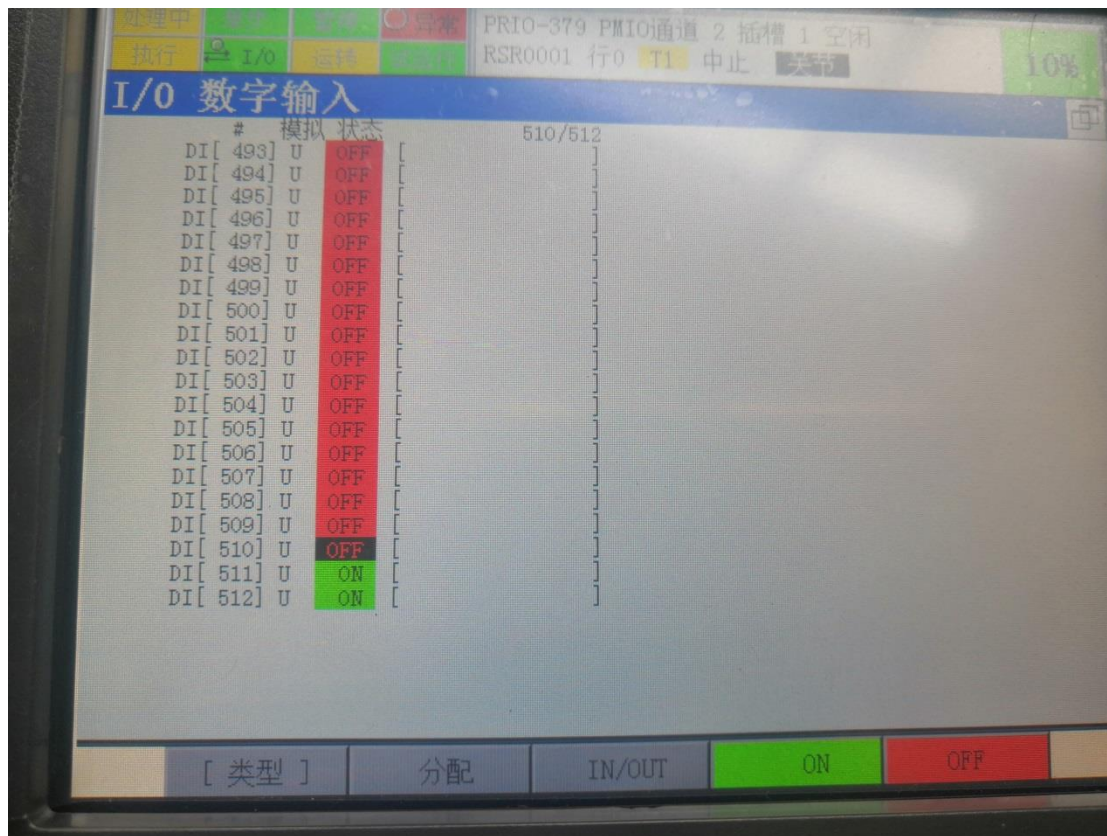 处理中 异常 PRIO-379 PMIO通道 2 插槽 1 空闲
执行 I/O 运转 RSR0001 行0 T1 中止 关节 10%
I/O 数字输入
# 模拟 状态 510/512
DI[ 493] U OFF [ ]
DI[ 494] U OFF [ ]
DI[ 495] U OFF [ ]
DI[ 496] U OFF [ ]
DI[ 497] U OFF [ ]
DI[ 498] U OFF [ ]
DI[ 499] U OFF [ ]
DI[ 500] U OFF [ ]
DI[ 501] U OFF [ ]
DI[ 502] U OFF [ ]
DI[ 503] U OFF [ ]
DI[ 504] U OFF [ ]
DI[ 505] U OFF [ ]
DI[ 506] U OFF [ ]
DI[ 507] U OFF [ ]
DI[ 508] U OFF [ ]
DI[ 509] U OFF [ ]
DI[ 510] U OFF [ ]
DI[ 511] U ON [ ]
DI[ 512] U ON [ ]
[ 类型 ] 分配 IN/OUT ON OFF